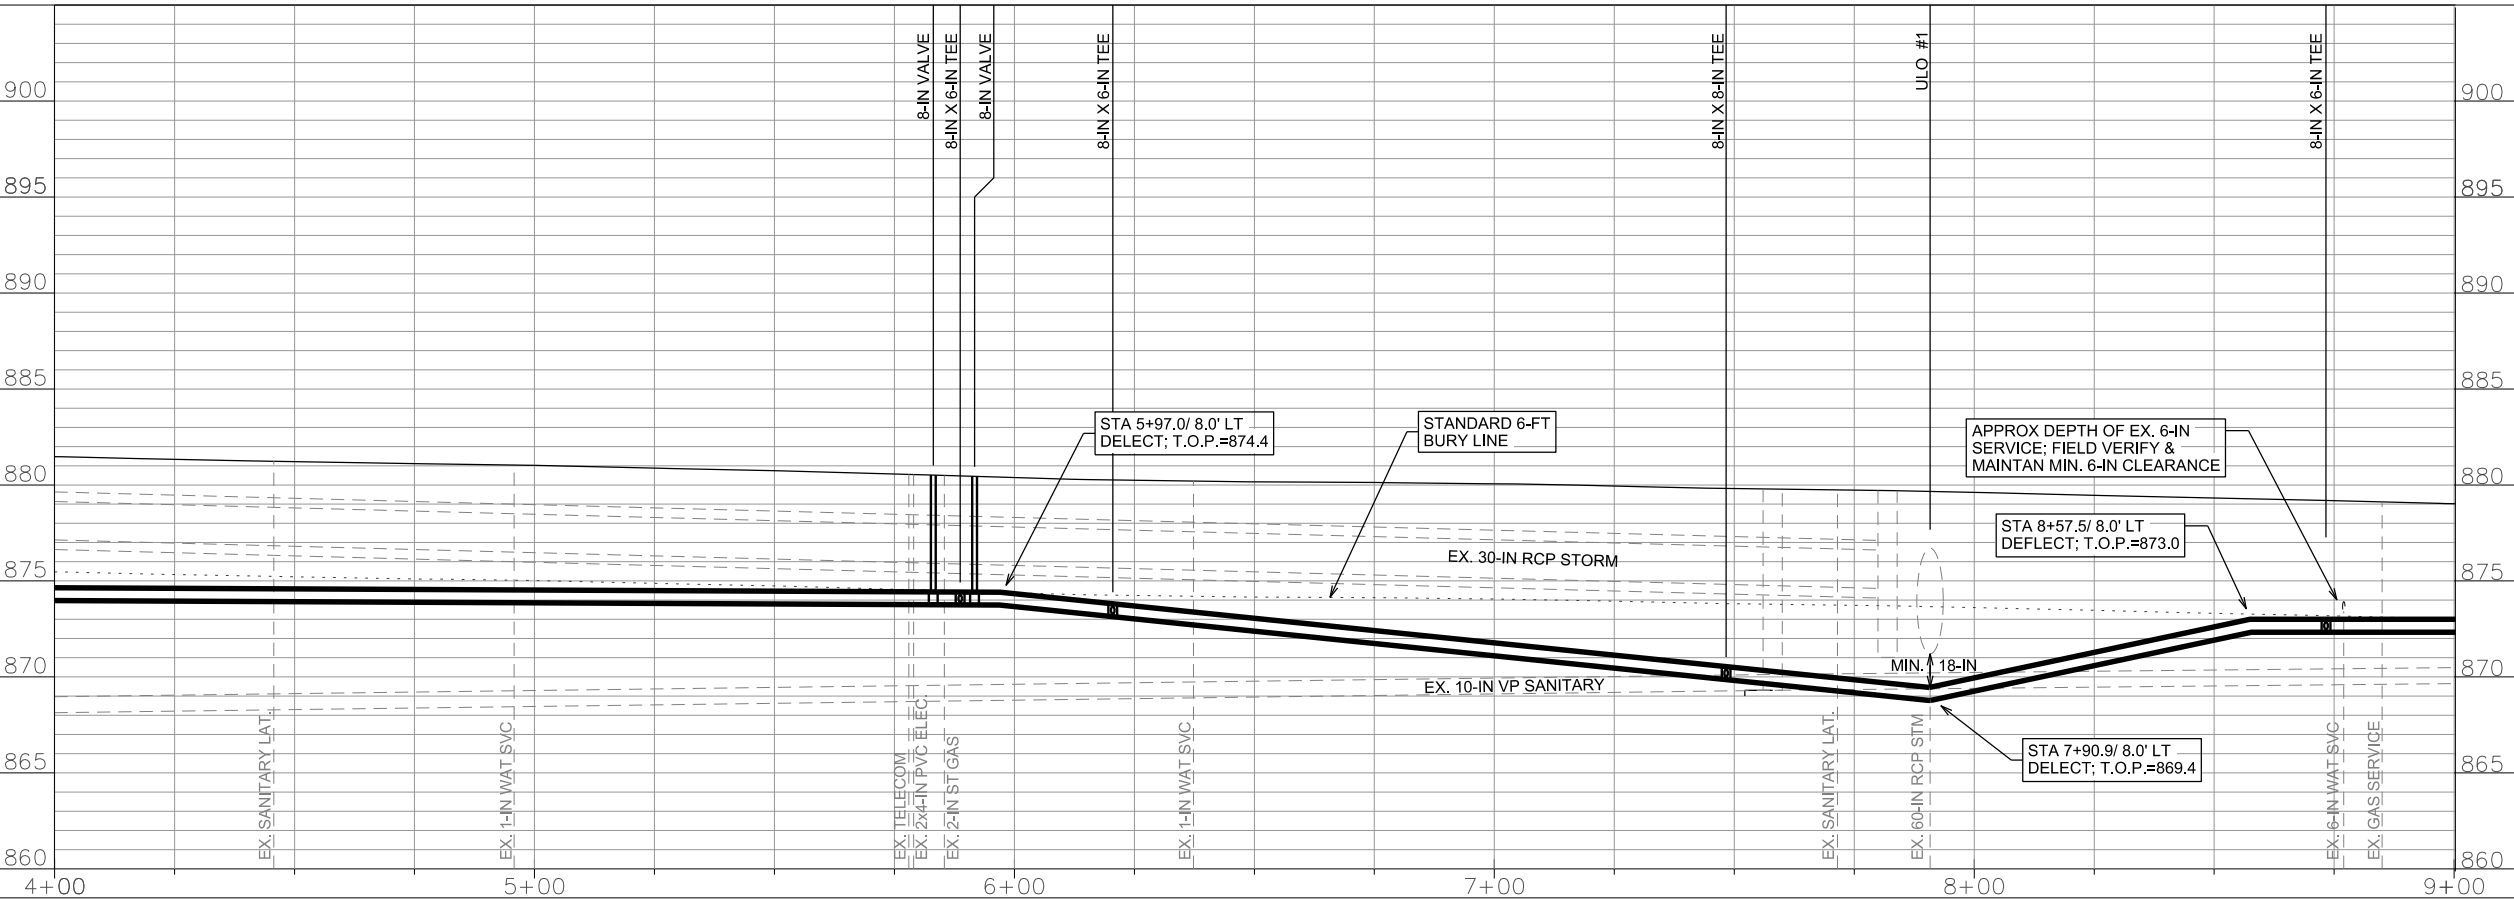 8-IN VALVE
8-IN X 6-IN TEE
8-IN VALVE
8-IN X 6-IN TEE
8-IN X 8-IN TEE
ULO #1
8-IN X 6-IN TEE
900
900
895
895
890
890
885
885
STA 5+97.0/ 8.0' LT
DELECT; T.O.P.=874.4
STANDARD 6-FT
BURY LINE
APPROX DEPTH OF EX. 6-IN
SERVICE; FIELD VERIFY &
MAINTAN MIN. 6-IN CLEARANCE
880
880
STA 8+57.5/ 8.0' LT
DEFLECT; T.O.P.=873.0
EX. 30-IN RCP STORM
875
875
MIN. 18-IN
870
870
EX. 10-IN VP SANITARY
STA 7+90.9/ 8.0' LT
DELECT; T.O.P.=869.4
865
865
EX. SANITARY LAT.
EX. 1-IN WAT SVC
EX. TELECOM
EX. 2x4-IN PVC ELEC.
EX. 2-IN ST GAS
EX. 1-IN WAT SVC
EX. SANITARY LAT.
EX. 60-IN RCP STM
EX. 6-IN WAT SVC
EX. GAS SERVICE
860
860
4+00
5+00
6+00
7+00
8+00
9+00